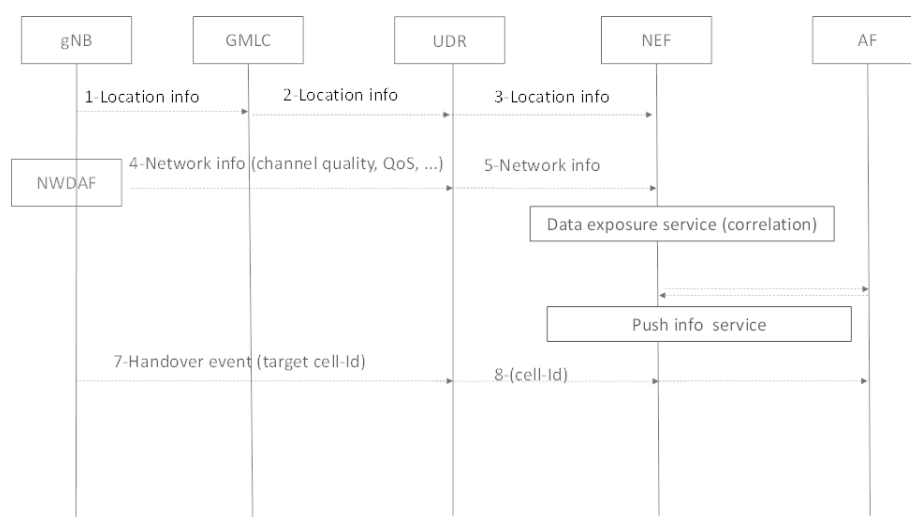 gNB
GMLC
UDR
NEF
AF
1-Location info
2-Location info
3-Location info
4-Network info (channel quality, QoS, ...)
5-Network info
NWDAF
Data exposure service (correlation)
Push info service
7-Handover event (target cell-Id)
8-(cell-Id)